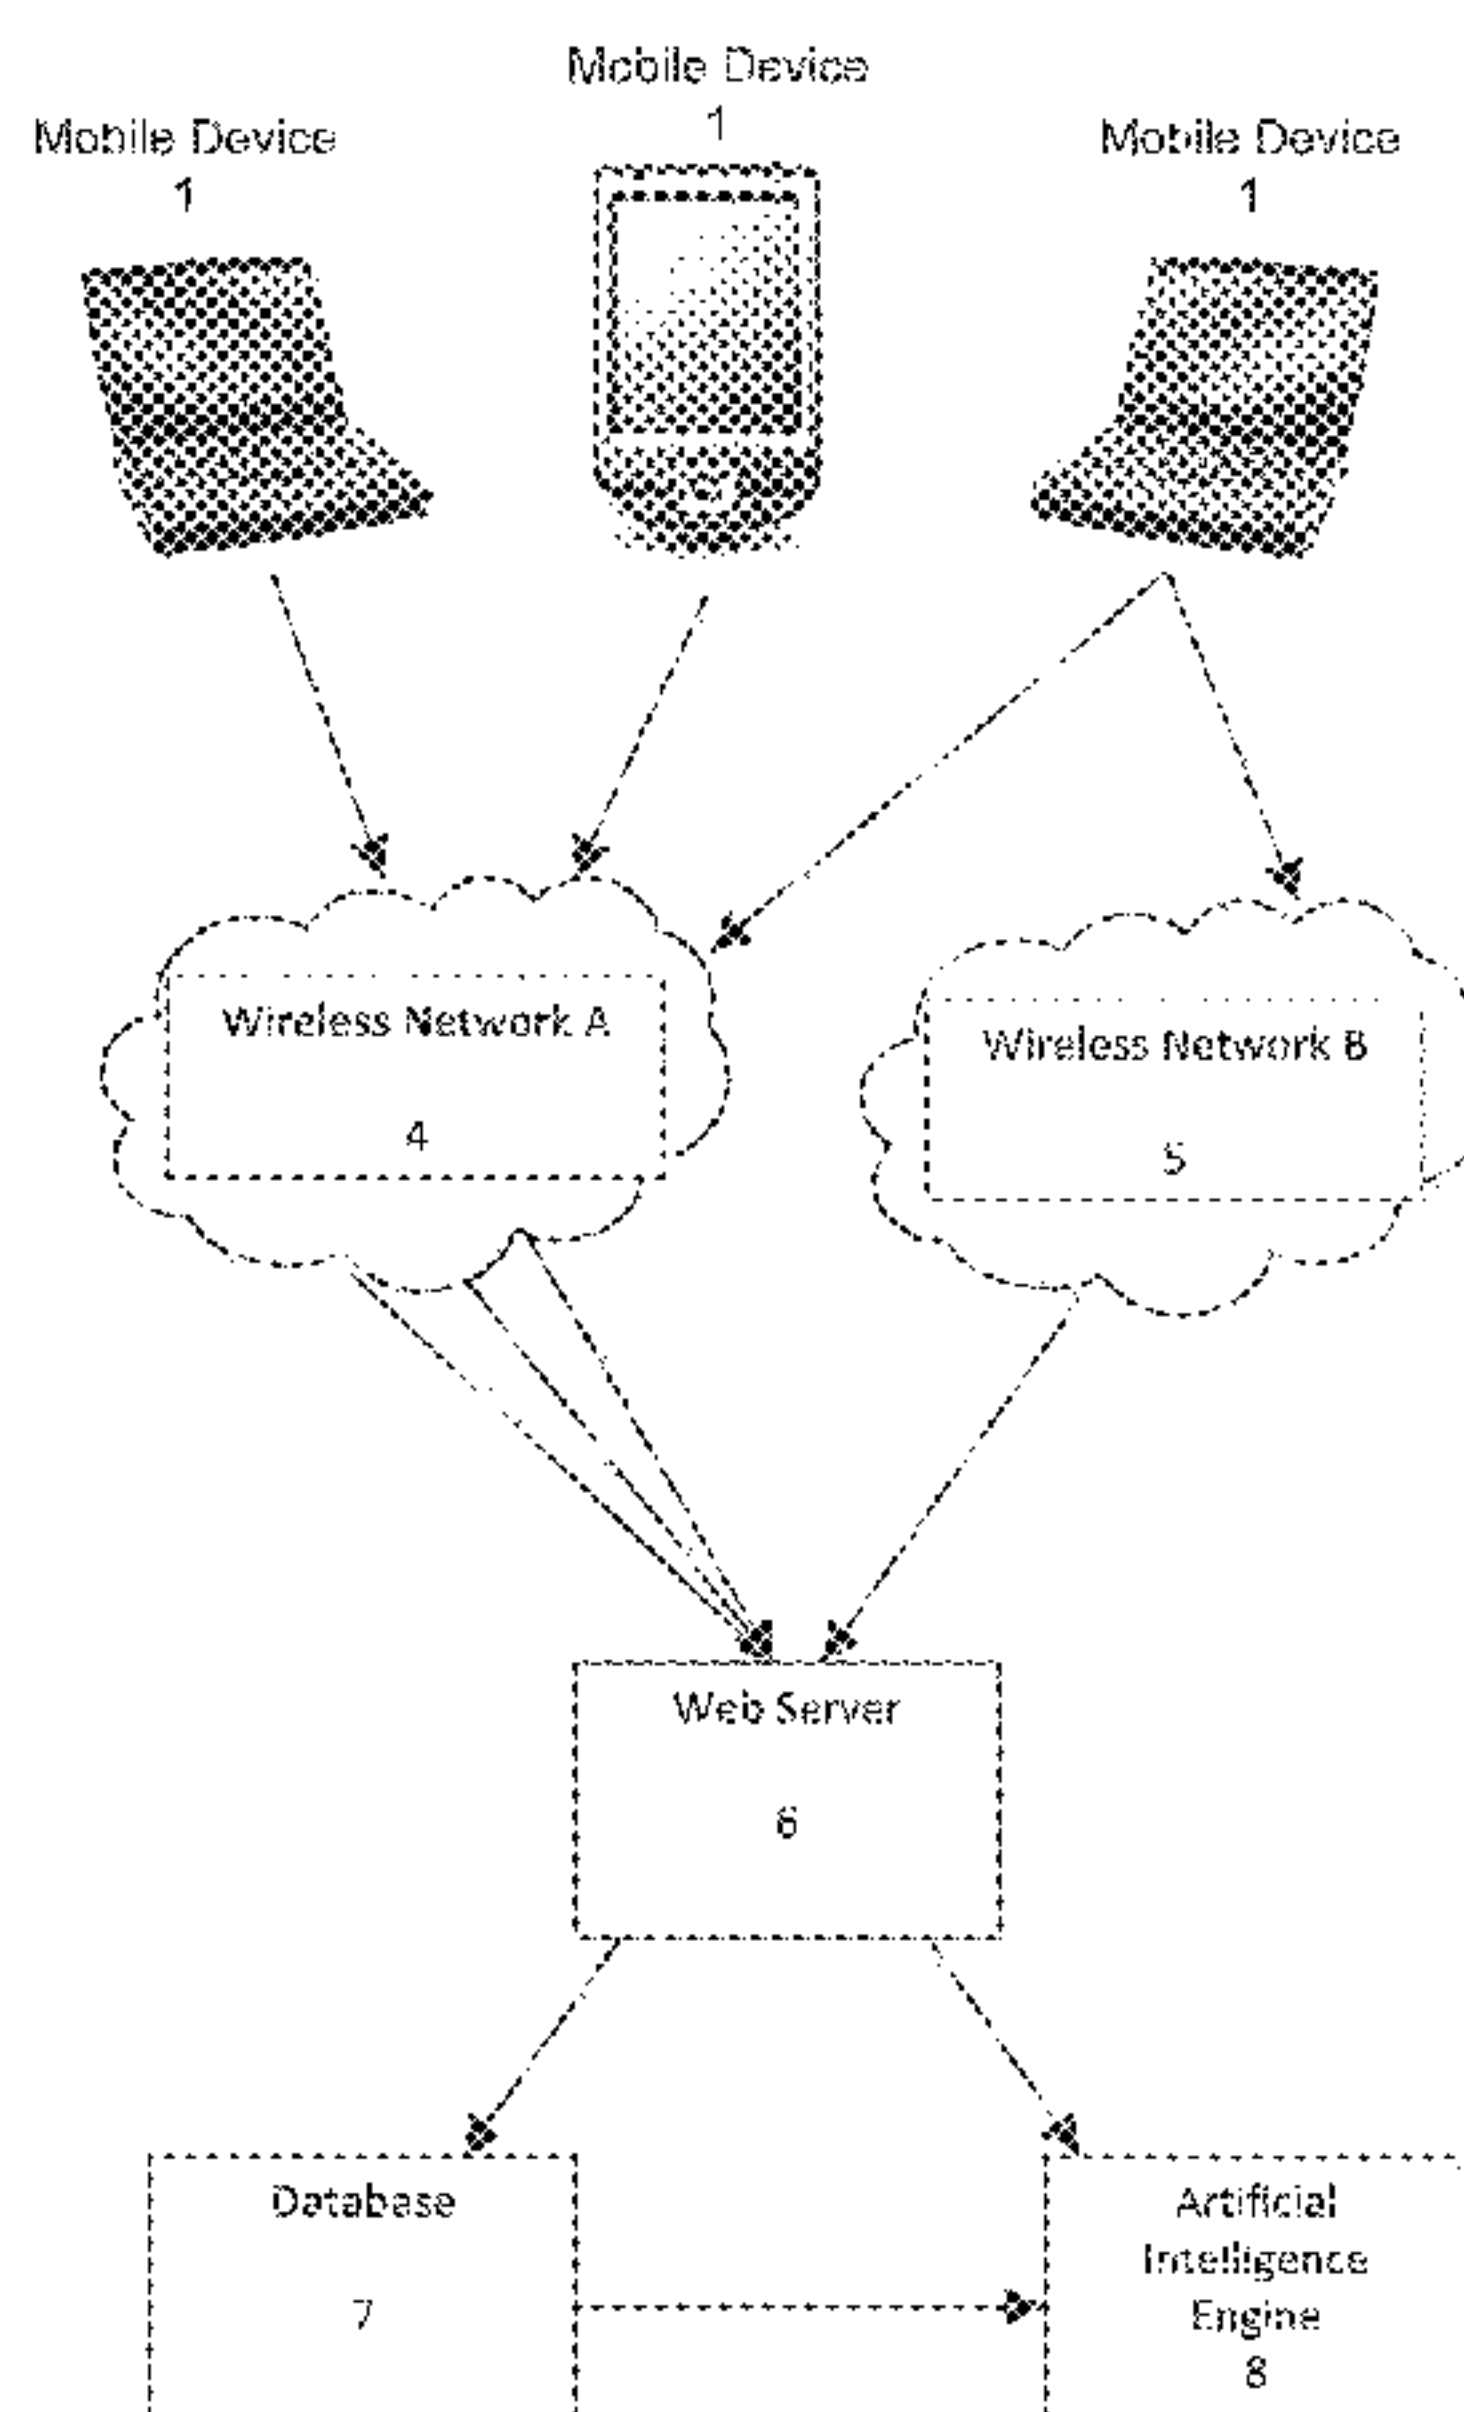 Mobile Device
1
Mobile Device
1
Mobile Device
1
Wireless Network A
4
Wireless Network B
5
Web Server
6
Database
7
Artificial
Intelligence
Engine
8